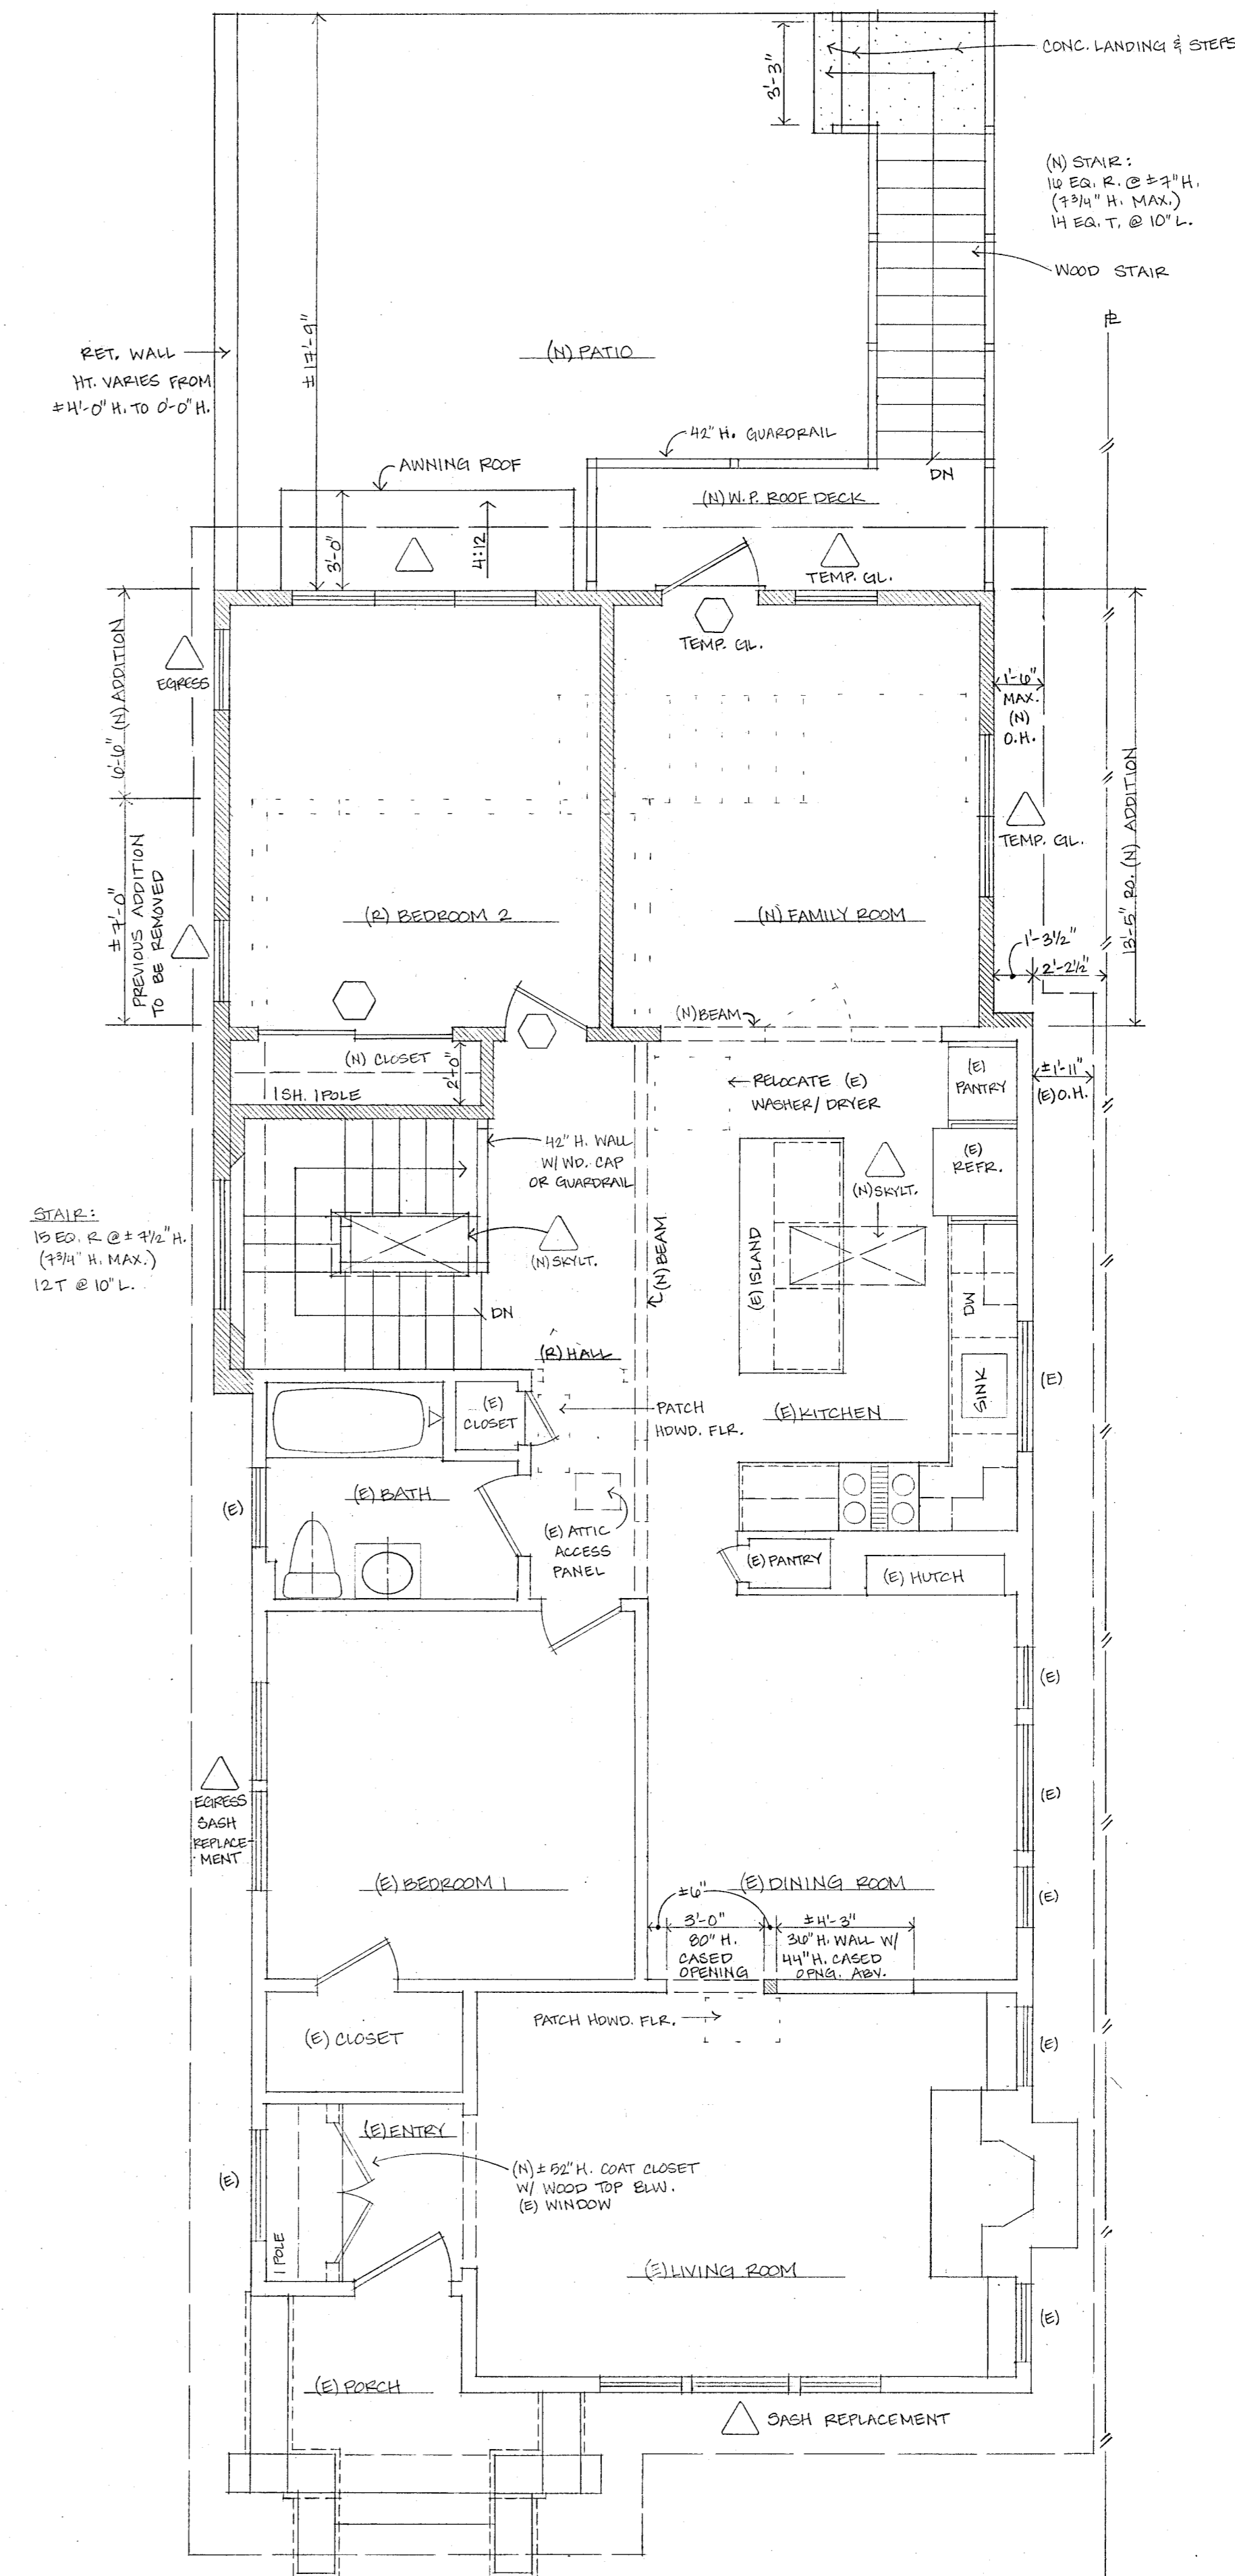 CONC. LANDING & STEPS
3'-3"
(N) STAIR:
16 EQ. R. @ ±7" H.
(7 3/4" H. MAX.)
14 EQ. T. @ 10" L.
WOOD STAIR
PL
RET. WALL
HT. VARIES FROM
±4'-0" H. TO 0'-0" H.
±17'-9"
(N) PATIO
42" H. GUARDRAIL
AWNING ROOF
DN
(N) W.P. ROOF DECK
3'-0"
4:12
TEMP. GL.
TEMP. GL.
EGRESS
6'-6" (N) ADDITION
1'-6"
MAX.
(N)
O.H.
TEMP. GL.
13'-5" RO. (N) ADDITION
±7'-0"
PREVIOUS ADDITION
TO BE REMOVED
(R) BEDROOM 2
(N) FAMILY ROOM
1'-3 1/2"
2'-2 1/2"
(N) BEAM
(N) CLOSET
2'-0"
1 SH. 1 POLE
RELOCATE (E)
WASHER/DRYER
(E)
PANTRY
±1'-11"
(E) O.H.
42" H. WALL
W/ WD. CAP
OR GUARDRAIL
(E)
REFR.
(N) SKYLT.
STAIR:
15 EQ. R @ ± 7 1/2" H.
(7 3/4" H. MAX.)
12 T @ 10" L.
(N) SKYLT.
(N) BEAM
(E) ISLAND
DW
DN
(R) HALL
SINK
(E)
(E)
CLOSET
PATCH
HDWD. FLR.
(E) KITCHEN
(E) BATH
(E)
(E) ATTIC
ACCESS
PANEL
(E) PANTRY
(E) HUTCH
(E)
EGRESS
SASH
REPLACE-
MENT
(E)
(E) BEDROOM 1
(E) DINING ROOM
(E)
±6"
3'-0"
80" H.
CASED
OPENING
±4'-3"
36" H. WALL W/
44" H. CASED
OPNG. ABV.
PATCH HDWD. FLR.
(E) CLOSET
(E)
(E) ENTRY
(E)
(N) ± 52" H. COAT CLOSET
W/ WOOD TOP BLW.
(E) WINDOW
1 POLE
(E) LIVING ROOM
(E)
(E) PORCH
SASH REPLACEMENT